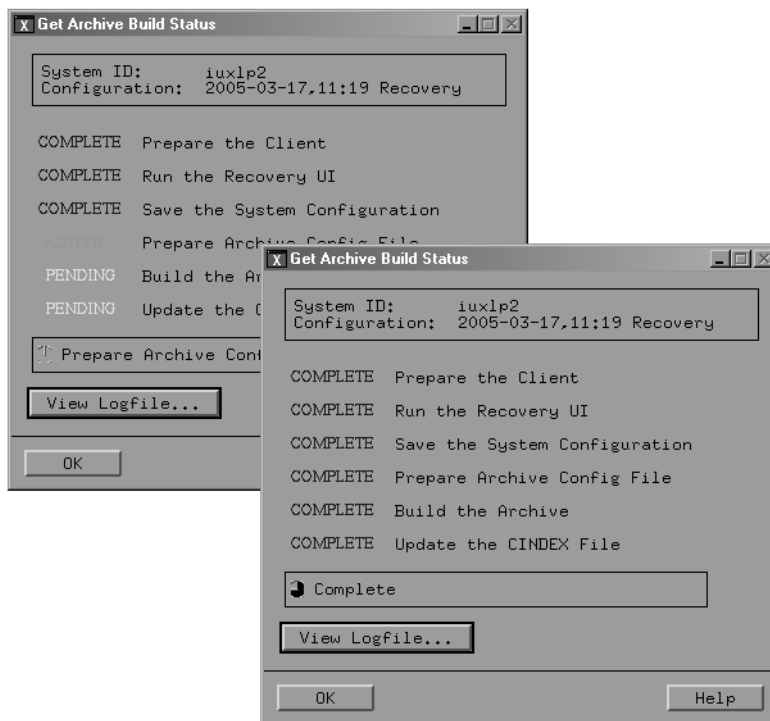 Get Archive Build Status
System ID: iuxlp2
Configuration: 2005-03-17,11:19 Recovery
COMPLETE Prepare the Client
COMPLETE Run the Recovery UI
COMPLETE Save the System Configuration
ACTIVE Prepare Archive Config File
PENDING Build the Ar
PENDING Update the C
Prepare Archive Conf
View Logfile...
OK
Get Archive Build Status
System ID: iuxlp2
Configuration: 2005-03-17,11:19 Recovery
COMPLETE Prepare the Client
COMPLETE Run the Recovery UI
COMPLETE Save the System Configuration
COMPLETE Prepare Archive Config File
COMPLETE Build the Archive
COMPLETE Update the CINDEX File
Complete
View Logfile...
OK Help